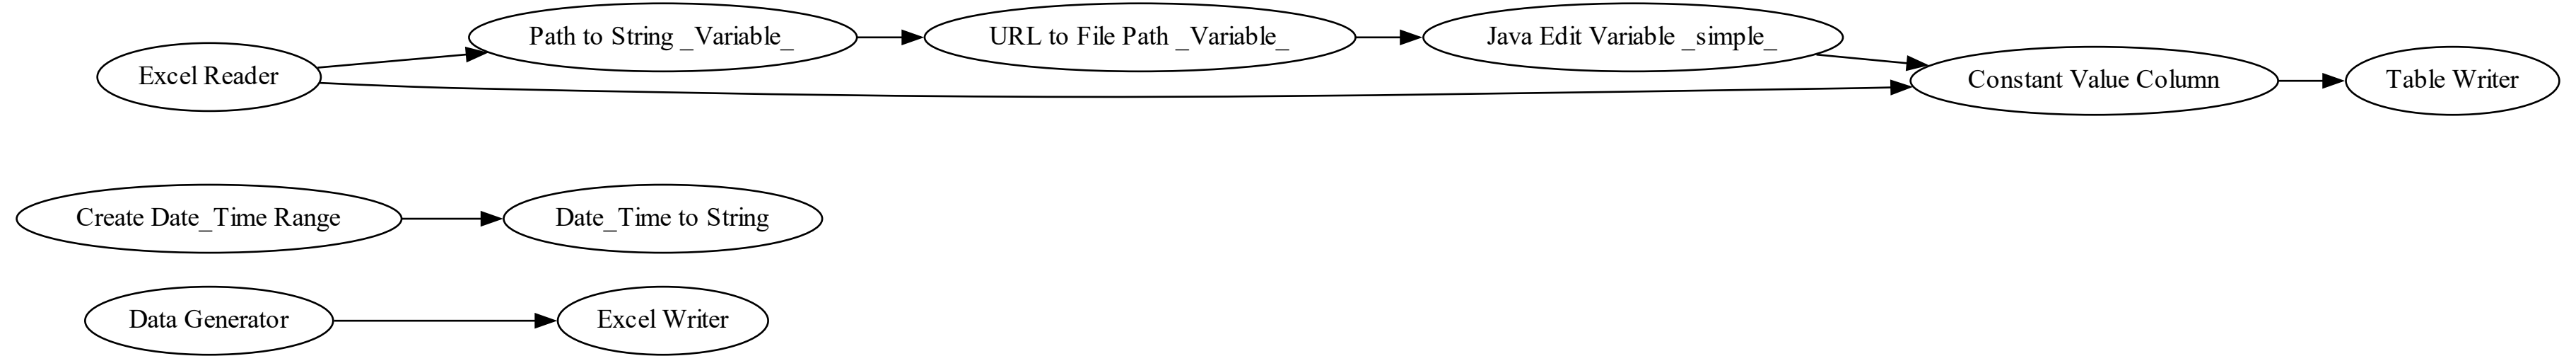 Excel Reader
Path to String _Variable_
URL to File Path _Variable_
Java Edit Variable _simple_
Constant Value Column
Table Writer
Create Date_Time Range
Date_Time to String
Data Generator
Excel Writer